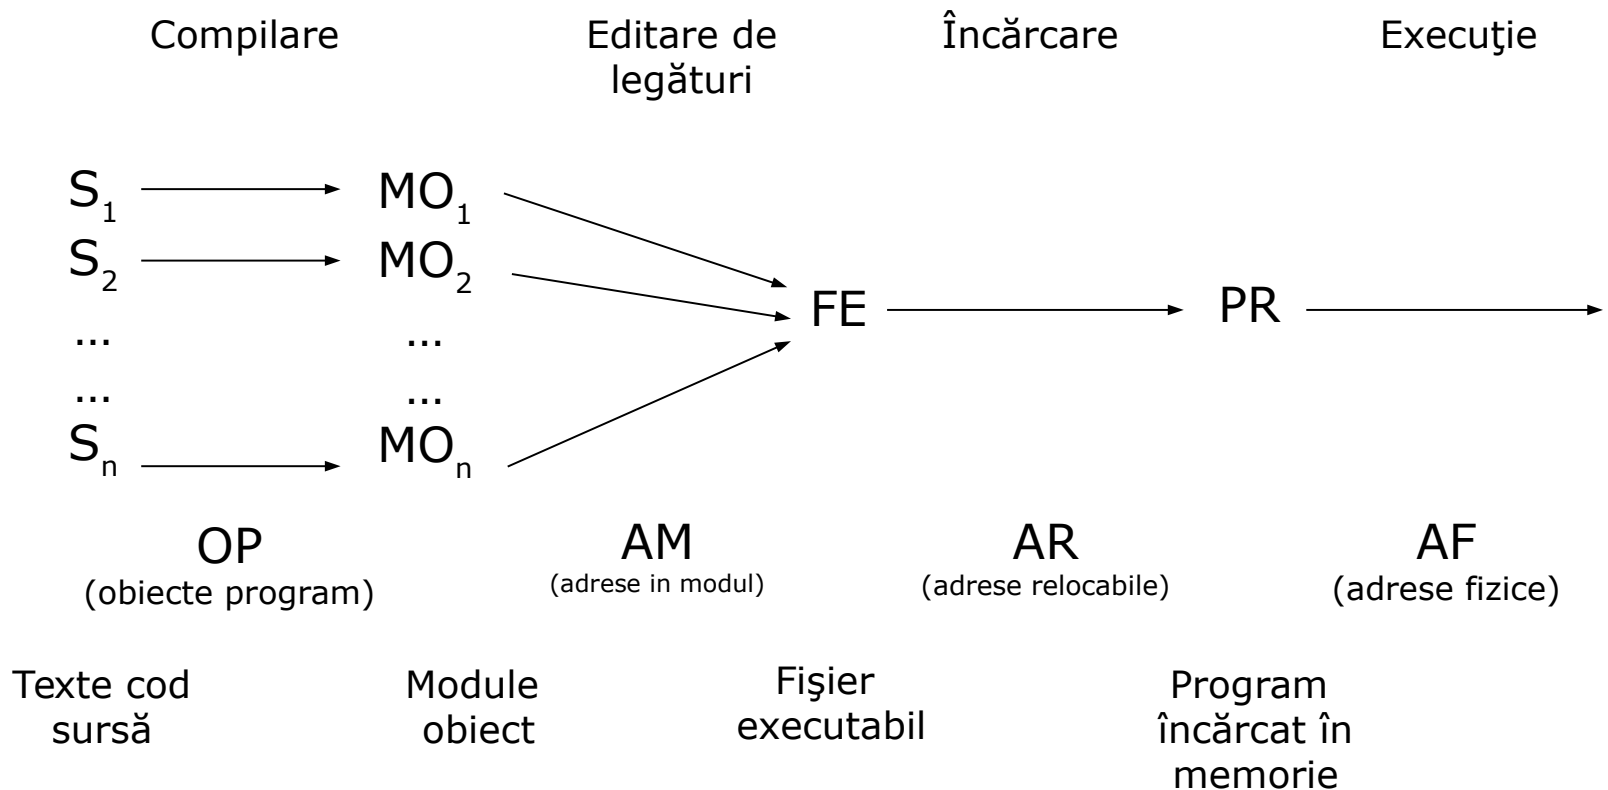 Compilare
Editare de
legături
Încărcare
Execuţie
S1 MO1
S2 MO2
FE PR
... ...
... ...
Sn MOn
OP
(obiecte program)
AM
(adrese in modul)
AR
(adrese relocabile)
AF
(adrese fizice)
Texte cod
sursă
Module
obiect
Fişier
executabil
Program
încărcat în
memorie